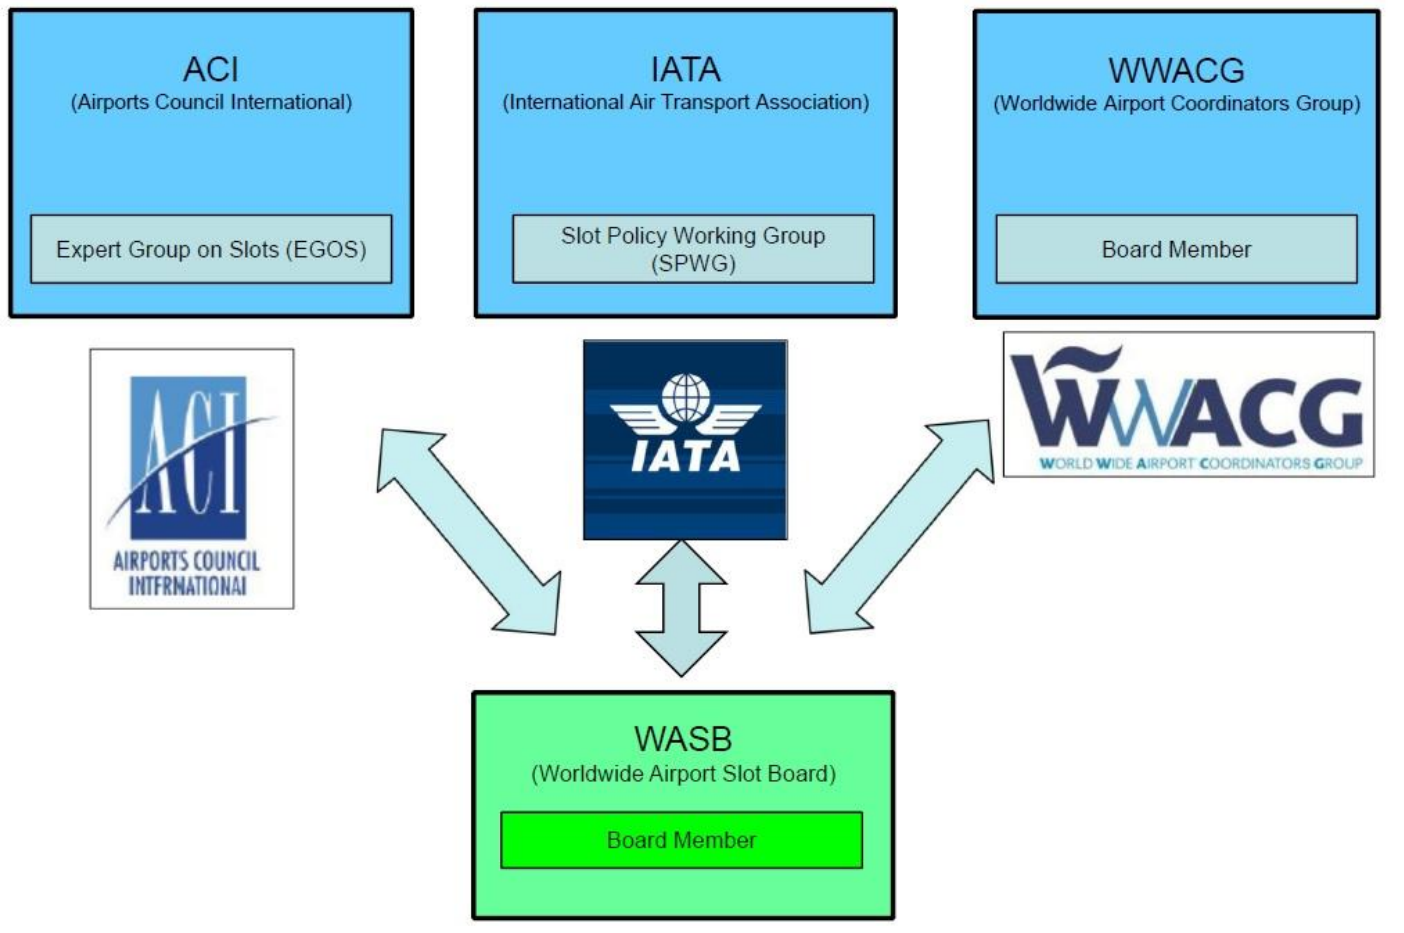 ACI
(Airports Council International)
Expert Group on Slots (EGOS)
IATA
(International Air Transport Association)
Slot Policy Working Group
(SPWG)
WWACG
(Worldwide Airport Coordinators Group)
Board Member
ACI
AIRPORTS COUNCIL
INTERNATIONAL
IATA
WWACG
WORLD WIDE AIRPORT COORDINATORS GROUP
WASB
(Worldwide Airport Slot Board)
Board Member